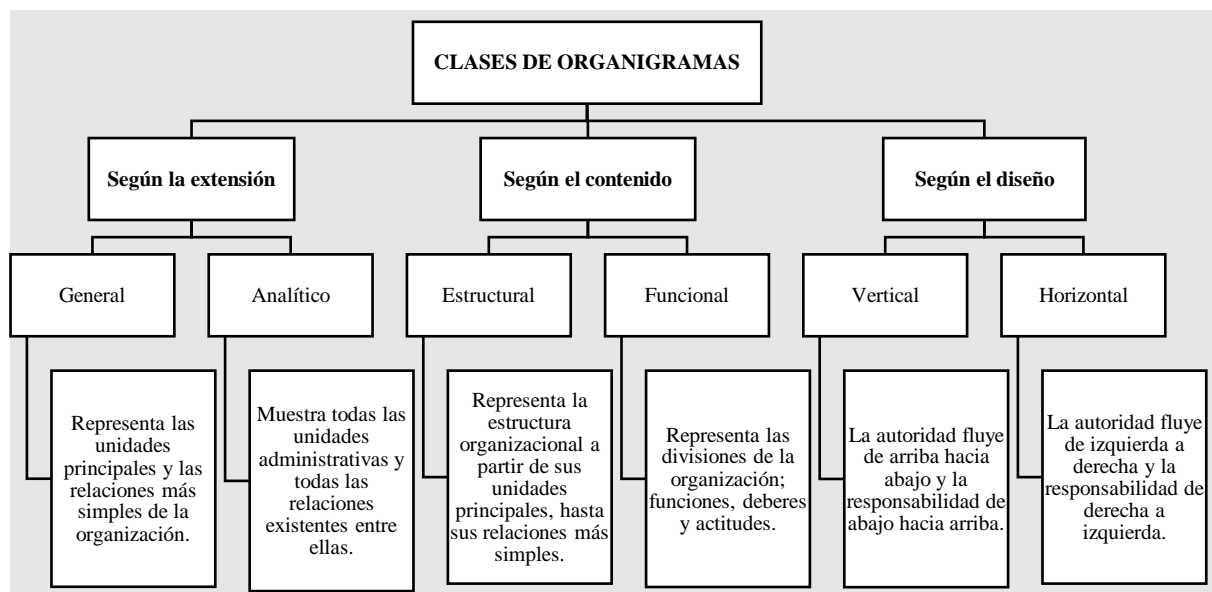 CLASES DE ORGANIGRAMAS
Según la extensión
Según el contenido
Según el diseño
General
Analítico
Estructural
Funcional
Vertical
Horizontal
Representa las
unidades
principales y las
relaciones más
simples de la
organización.
Muestra todas las
unidades
administrativas y
todas las
relaciones
existentes entre
ellas.
Representa la
estructura
organizacional a
partir de sus
unidades
principales, hasta
sus relaciones más
simples.
Representa las
divisiones de la
organización;
funciones, deberes
y actitudes.
La autoridad fluye
de arriba hacia
abajo y la
responsabilidad de
abajo hacia arriba.
La autoridad fluye
de izquierda a
derecha y la
responsabilidad de
derecha a
izquierda.